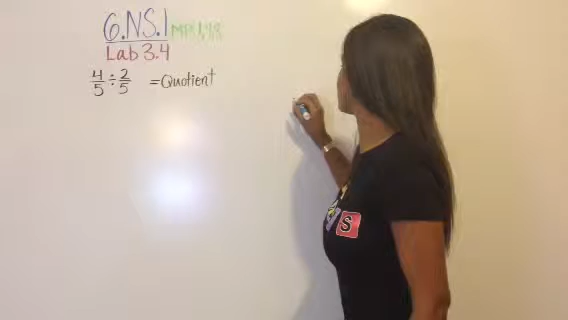 6.NS.1
Lab 3.4
4/5 ÷ 2/5 = Quotient
S